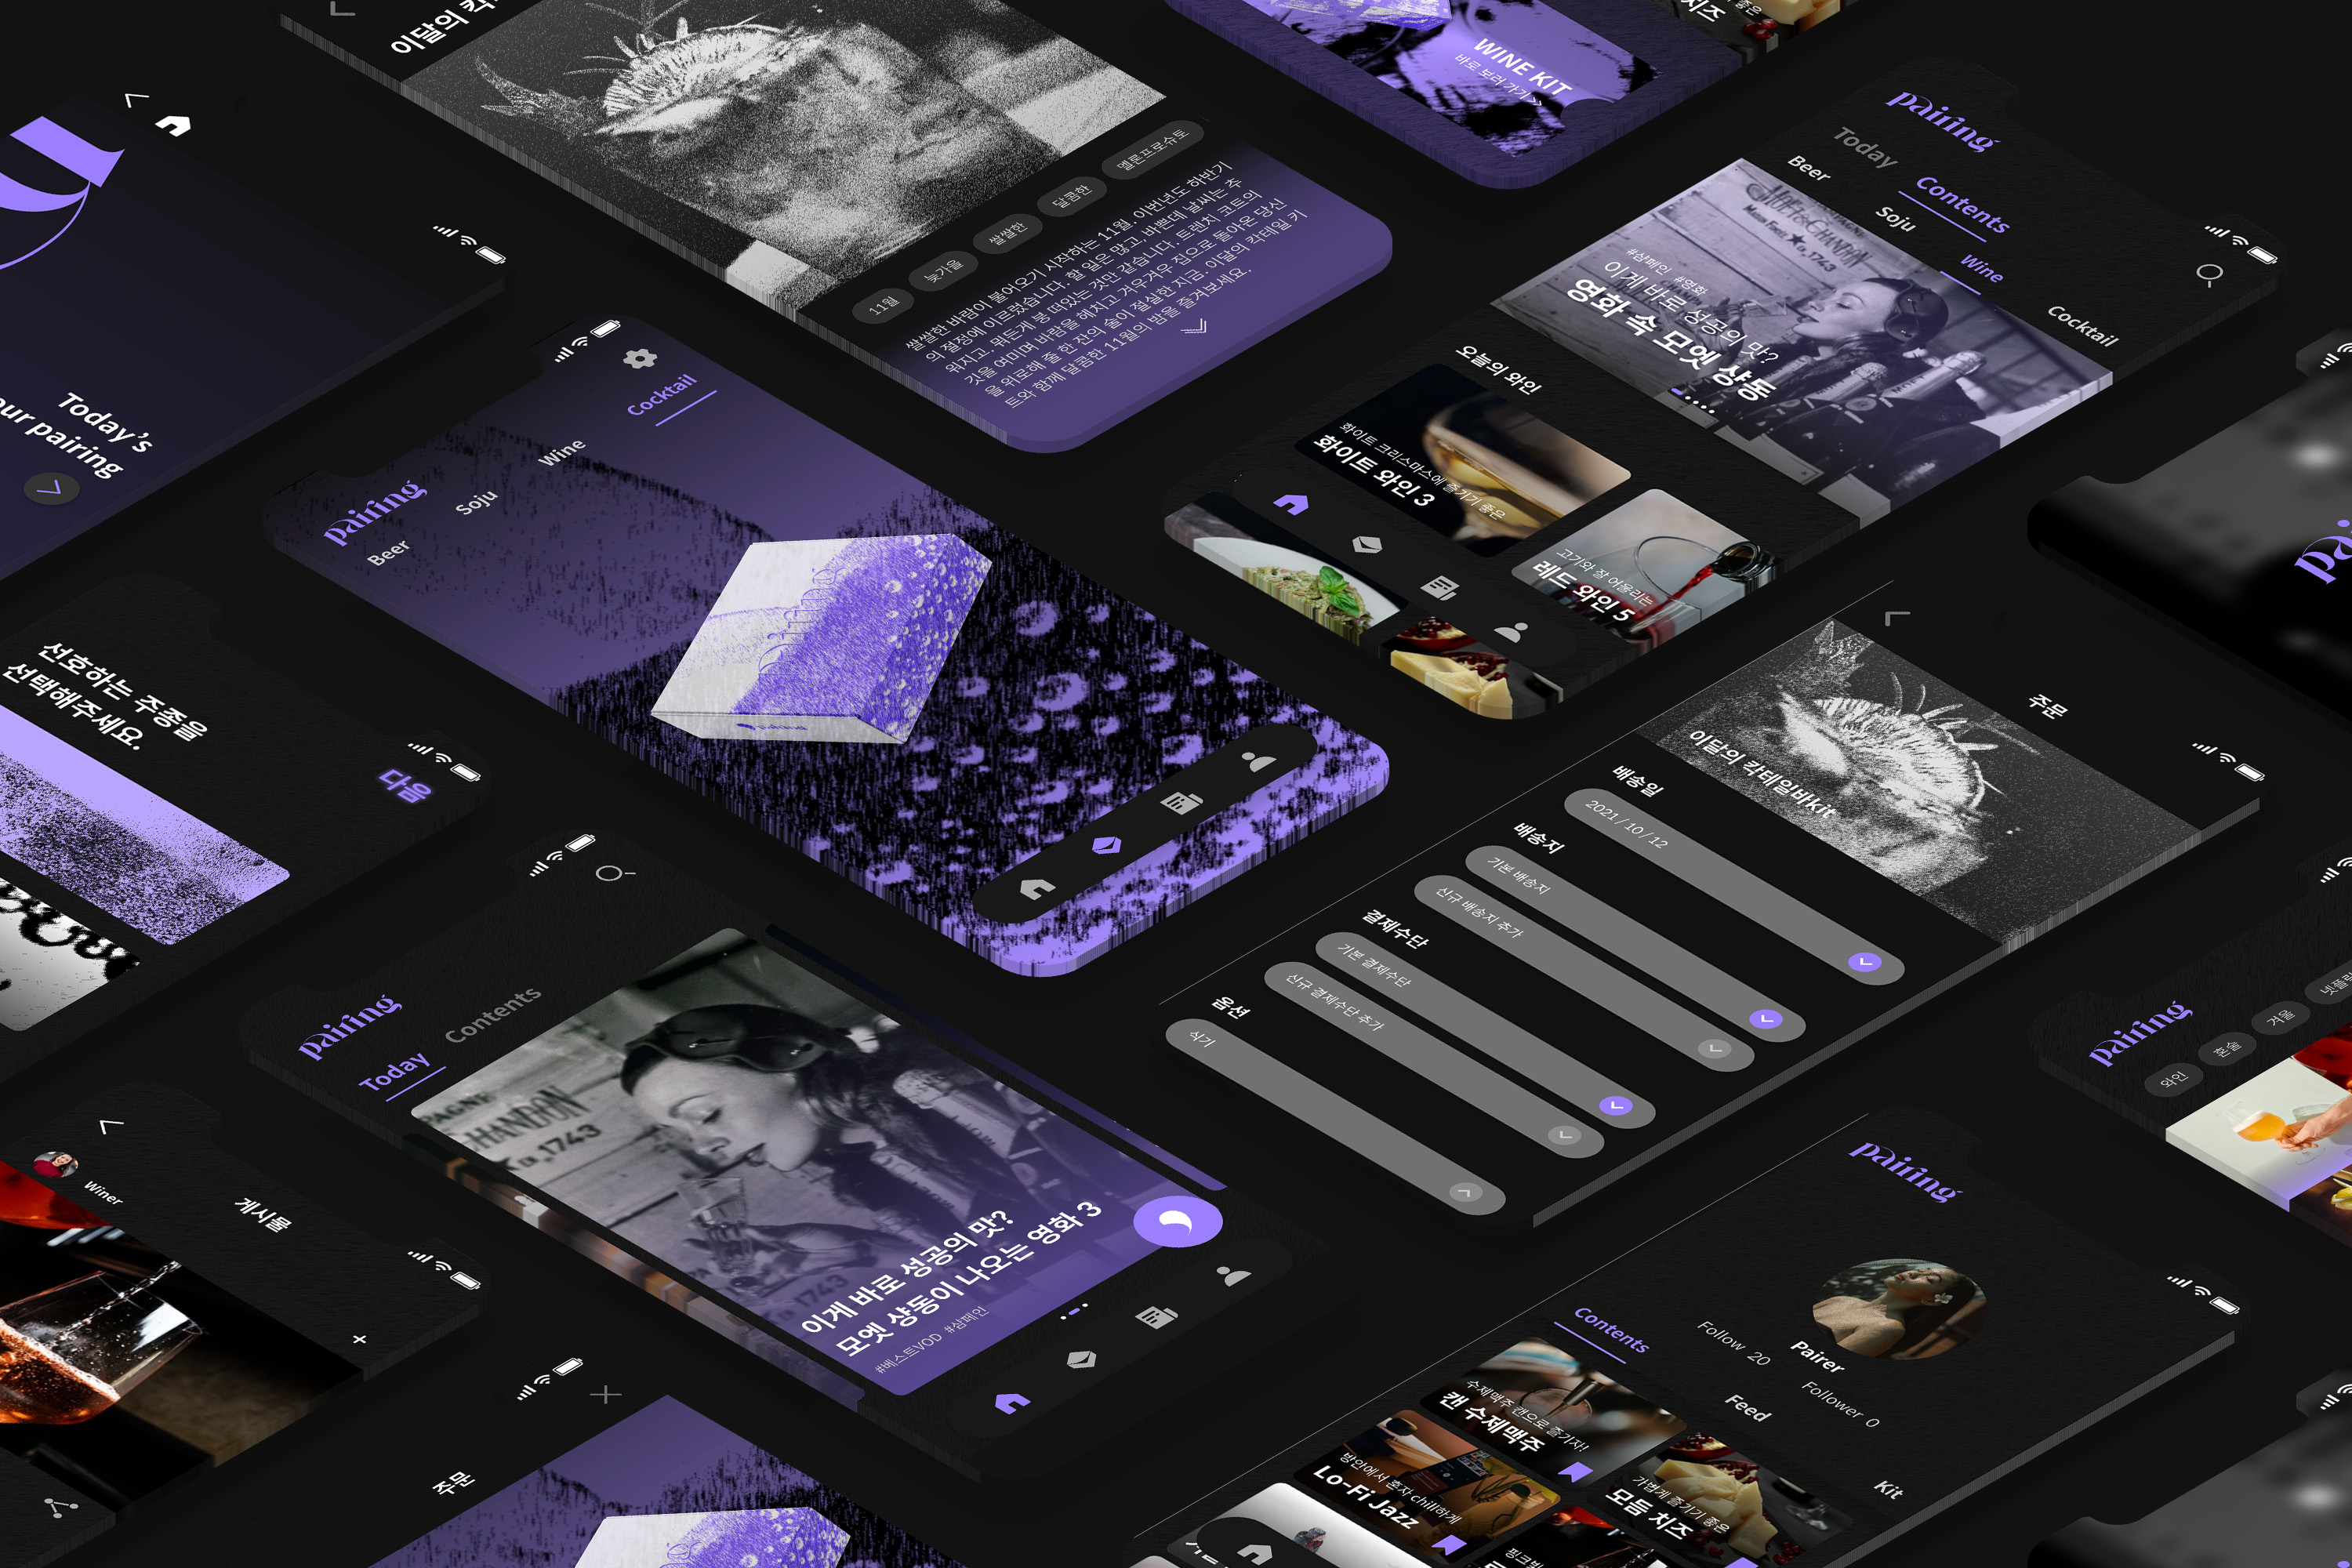 Today's
our pairing
이달의 칵
11월
늦가을
쌀쌀한
달콤한
멜론프로슈토
쌀쌀한 바람이 불어오기 시작하는 11월. 이번년도 하반기
의 절정에 이르렀습니다. 할 일은 많고, 바쁜데 날씨는 추
워지고, 뭐든게 붕 떠있는 것만 같습니다. 트렌치 코트의
깃을 여미며 바람을 헤치고 겨우겨우 집으로 돌아온 당신
을 위로해 줄 한 잔의 술이 절실한 지금. 이달의 칵테일 키
트와 함께 달콤한 11월의 밤을 즐겨보세요.
WINE KIT
바로 보러 가기 >>
치즈
pairing
Today
Contents
Beer
Soju
Wine
Cocktail
#샴페인 #영화
이게 바로 성공의 맛?
영화 속 모엣 샹동
오늘의 와인
화이트 크리스마스에 즐기기 좋은
화이트 와인 3
고기와 잘 어울리는
레드 와인 5
pairing
Beer
Soju
Wine
Cocktail
선호하는 주종을
선택해주세요.
다음
주문
이달의 칵테일바kit
배송일
2021 / 10 / 12
배송지
기본 배송지
신규 배송지 추가
결제수단
기본 결제수단
신규 결제수단 추가
옵션
식기
pairing
Today
Contents
CHANDON
1743
이게 바로 성공의 맛?
모엣 샹동이 나오는 영화 3
#베스트VOD #샴페인
게시물
Winer
주문
pairing
와인
혼술
겨울
pairing
Pairer
Follow 20
Follower 0
Contents
Feed
Kit
수제맥주 캔으로 즐기자!
캔 수제맥주
방안에서 혼자 chill하게
Lo-Fi Jazz
가볍게 즐기기 좋은
모듬 치즈